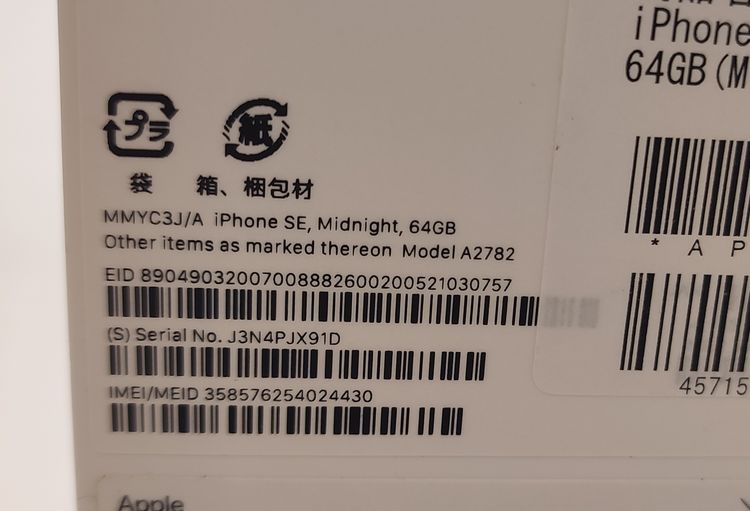 プラ
紙
袋
箱、梱包材
MMYC3J/A iPhone SE, Midnight, 64GB
Other items as marked thereon Model A2782
EID 89049032007008882600200521030757
(S) Serial No. J3N4PJX91D
IMEI/MEID 358576254024430
iPhone
64GB (M
* A P
45715
Apple